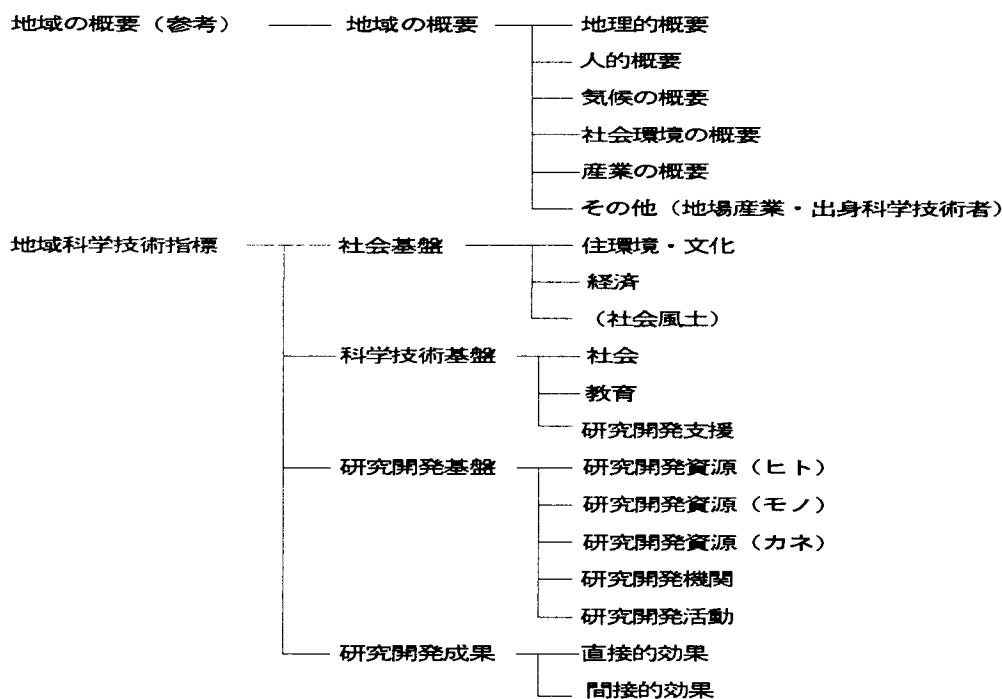 地域の概要（参考） 地域の概要 地理的概要
人的概要
気候の概要
社会環境の概要
産業の概要
その他（地場産業・出身科学技術者）
地域科学技術指標 社会基盤 住環境・文化
経済
（社会風土）
科学技術基盤 社会
教育
研究開発支援
研究開発基盤 研究開発資源（ヒト）
研究開発資源（モノ）
研究開発資源（カネ）
研究開発機関
研究開発活動
研究開発成果 直接的効果
間接的効果